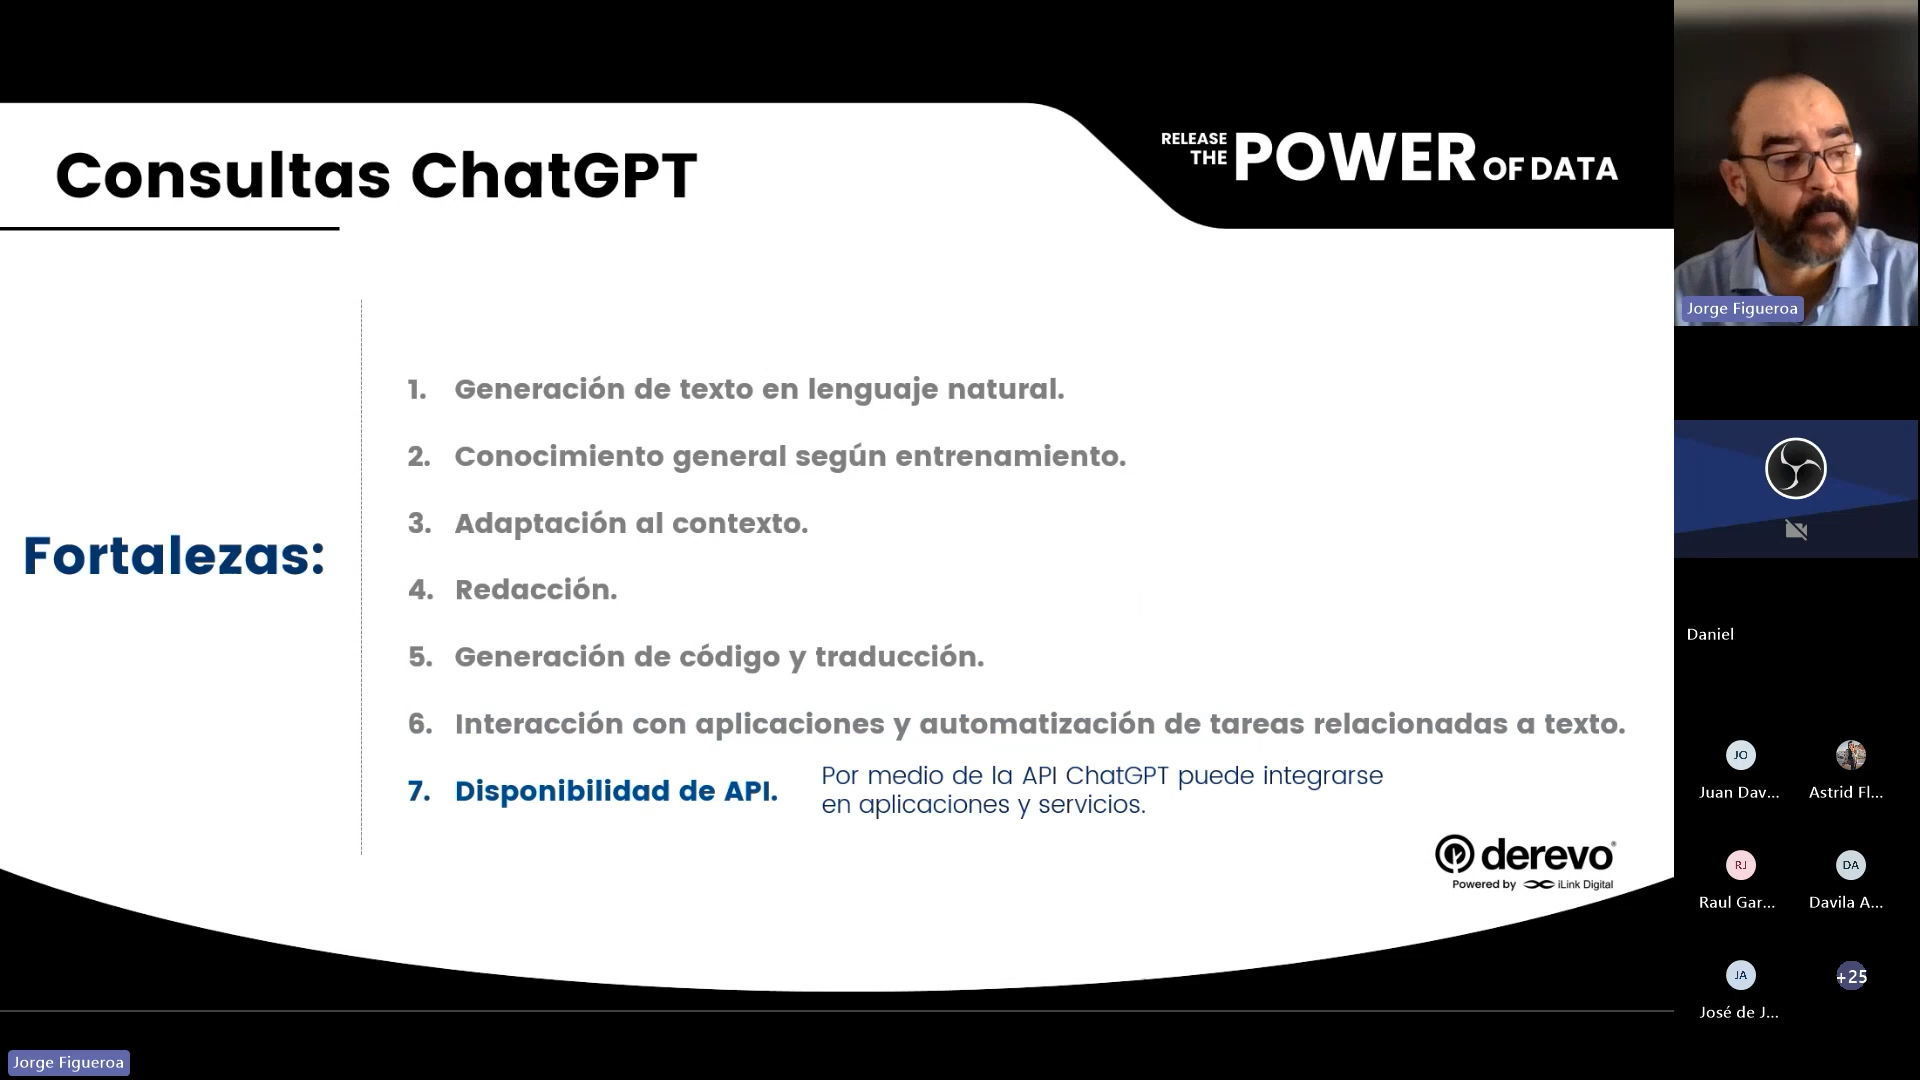 Consultas ChatGPT
RELEASE
THE POWER OF DATA
Fortalezas:
1. Generación de texto en lenguaje natural.
2. Conocimiento general según entrenamiento.
3. Adaptación al contexto.
4. Redacción.
5. Generación de código y traducción.
6. Interacción con aplicaciones y automatización de tareas relacionadas a texto.
7. Disponibilidad de API.
Por medio de la API ChatGPT puede integrarse
en aplicaciones y servicios.
derevo®
Powered by iLink Digital
Jorge Figueroa
Jorge Figueroa
Daniel
JO
Juan Dav...
Astrid Fl...
RJ
Raul Gar...
DA
Davila A...
JA
José de J...
+25